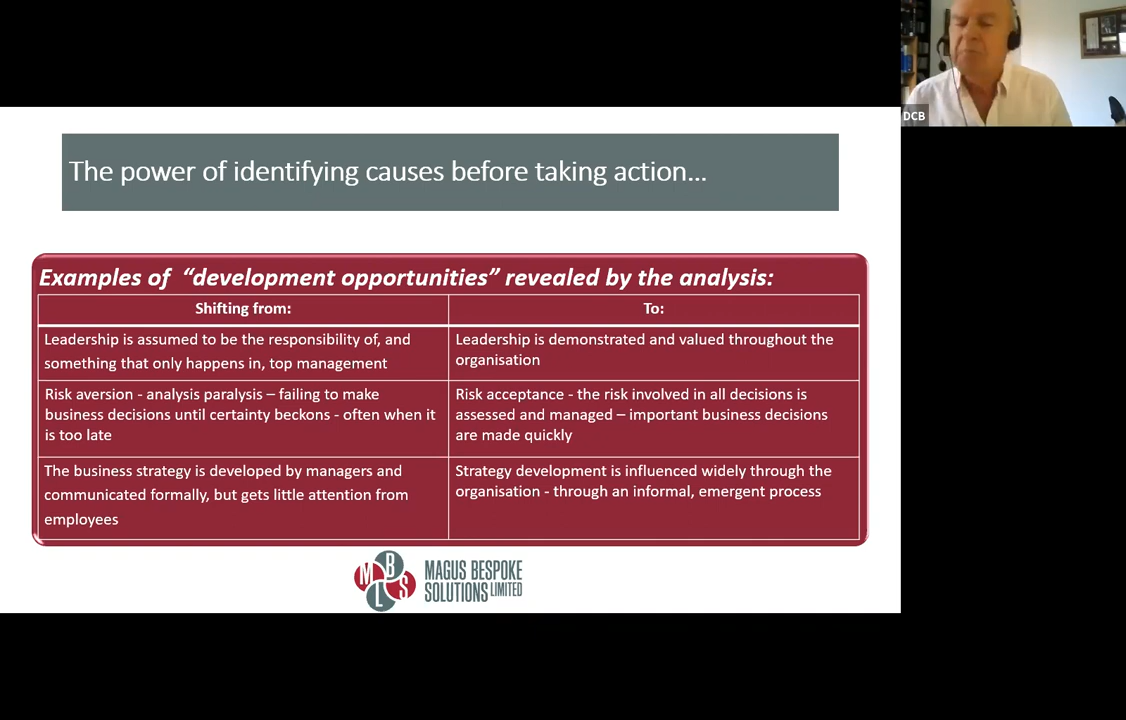 DCB
The power of identifying causes before taking action...
Examples of “development opportunities” revealed by the analysis:
Shifting from:
To:
Leadership is assumed to be the responsibility of, and
something that only happens in, top management
Leadership is demonstrated and valued throughout the
organisation
Risk aversion - analysis paralysis – failing to make
business decisions until certainty beckons - often when it
is too late
Risk acceptance - the risk involved in all decisions is
assessed and managed – important business decisions
are made quickly
The business strategy is developed by managers and
communicated formally, but gets little attention from
employees
Strategy development is influenced widely through the
organisation - through an informal, emergent process
M B L S
MAGUS BESPOKE
SOLUTIONS LIMITED